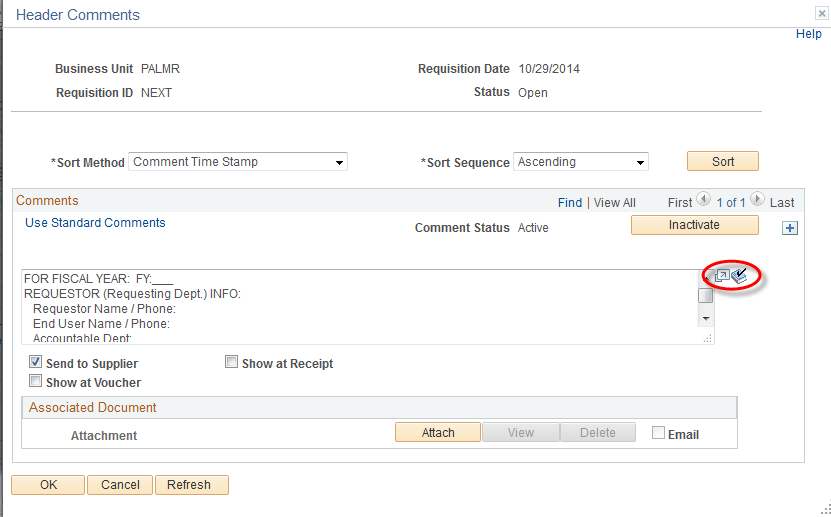 Header Comments
Help
Business Unit PALMR Requisition Date 10/29/2014
Requisition ID NEXT Status Open
*Sort Method Comment Time Stamp *Sort Sequence Ascending Sort
Comments Find | View All First 1 of 1 Last
Use Standard Comments Comment Status Active Inactivate
FOR FISCAL YEAR: FY:___
REQUESTOR (Requesting Dept.) INFO:
Requestor Name / Phone:
End User Name / Phone:
Accountable Dept:
Send to Supplier Show at Receipt
Show at Voucher
Associated Document
Attachment Attach View Delete Email
OK Cancel Refresh